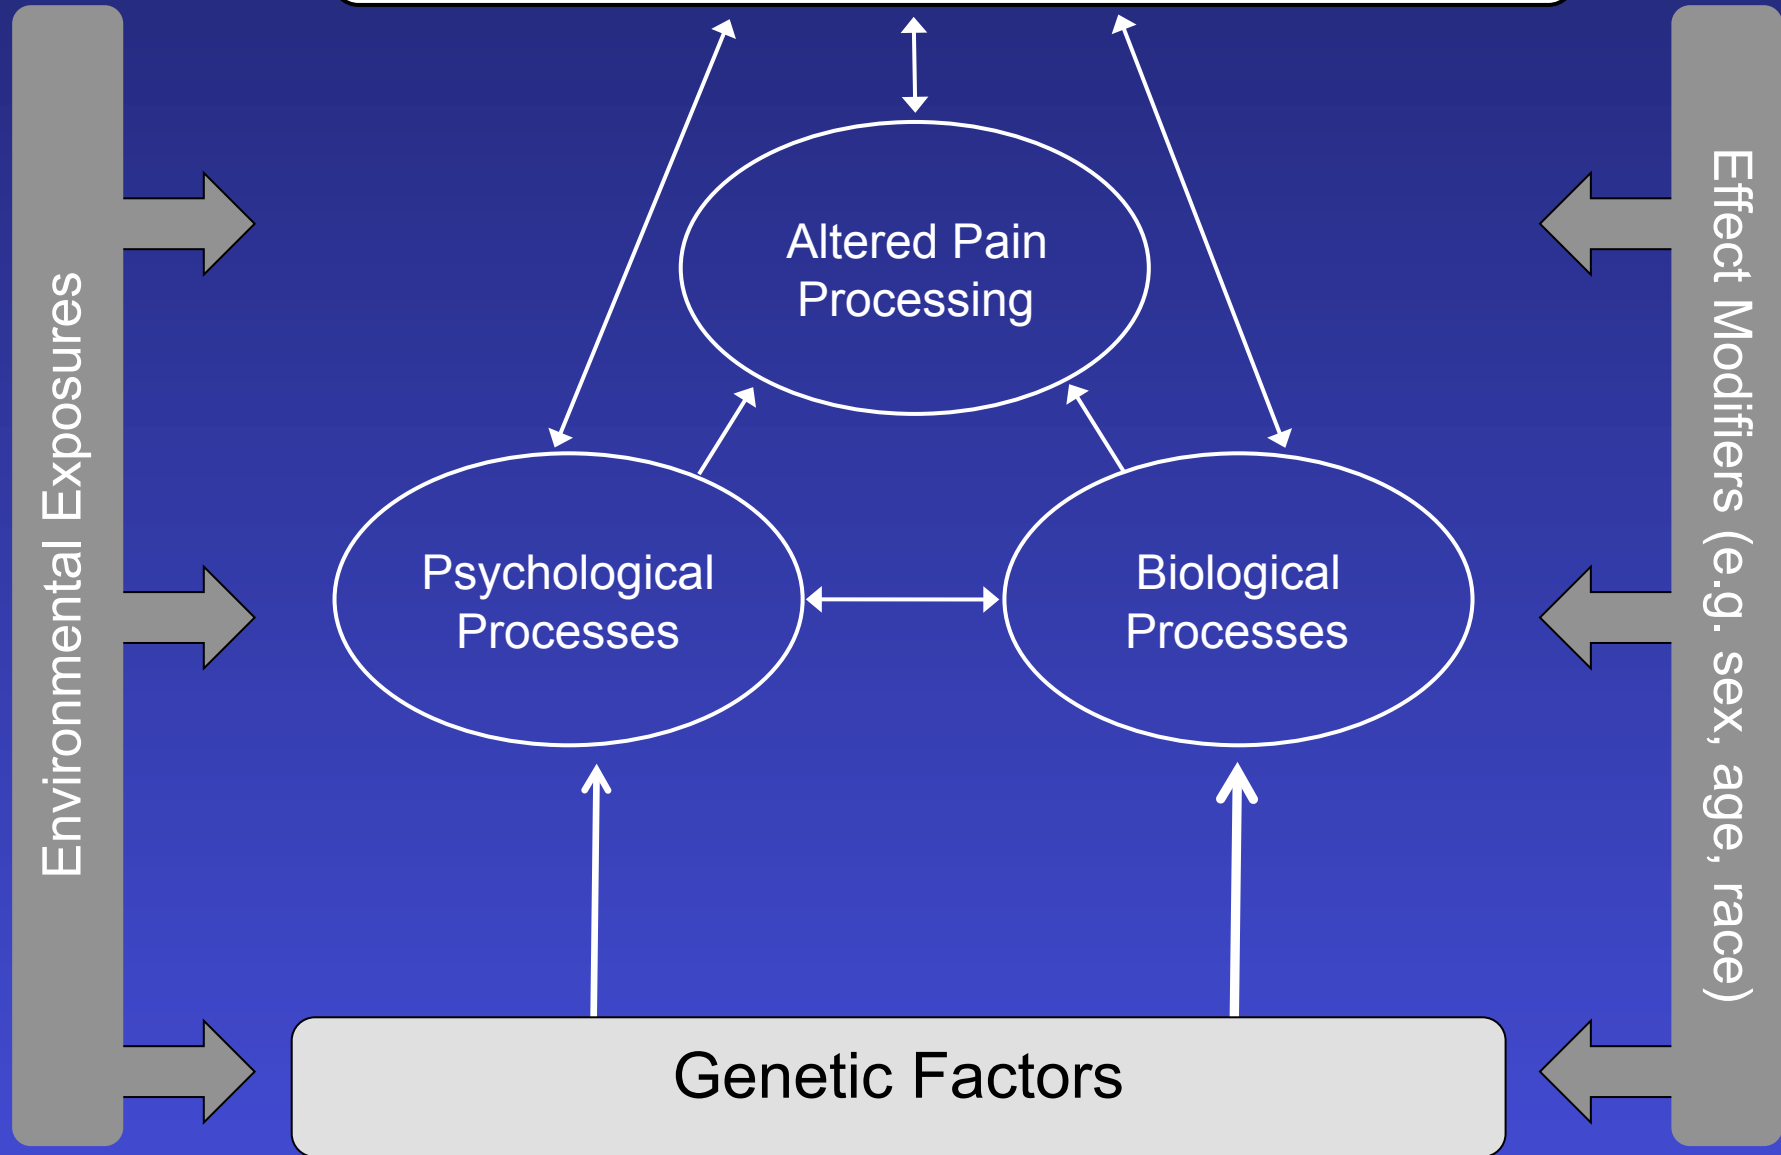 Environmental Exposures
Altered Pain
Processing
Psychological
Processes
Biological
Processes
Effect Modifiers (e.g. sex, age, race)
Genetic Factors